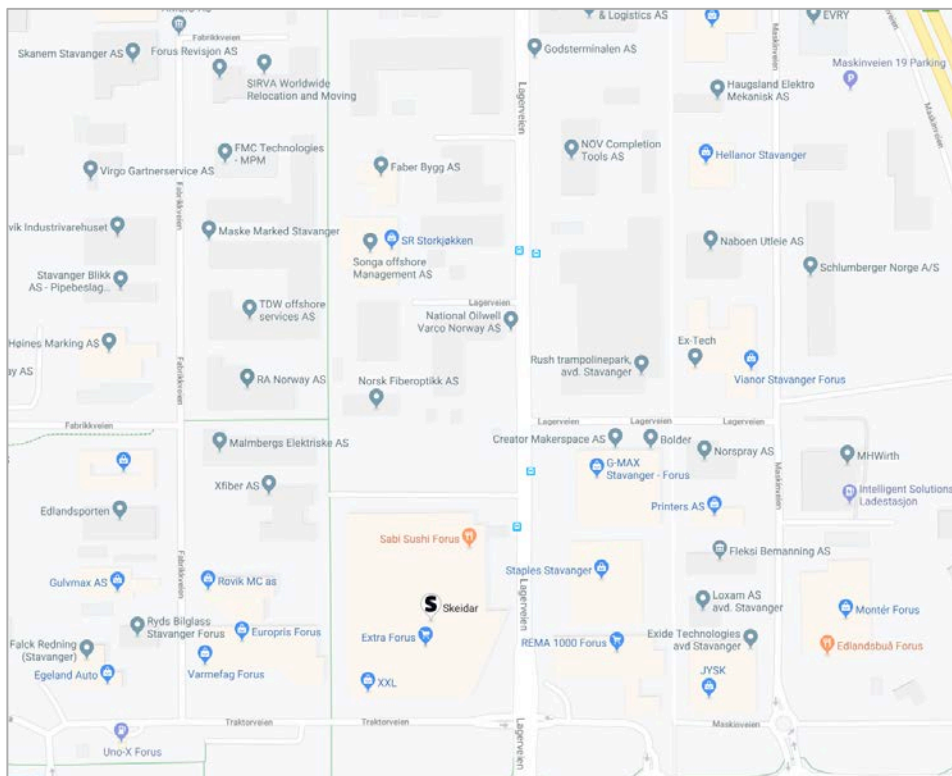 Fabrikkveien
& Logistics AS
EVRY
Skanem Stavanger AS
Forus Revisjon AS
Godsterminalen AS
Maskinveien
Maskinveien 19 Parking
SIRVA Worldwide
Relocation and Moving
Lagerveien
Haugsland Elektro
Mekanisk AS
Maskinveien
FMC Technologies
- MPM
NOV Completion
Tools AS
Hellanor Stavanger
Virgo Gartnerservice AS
Faber Bygg AS
Fabrikkveien
vik Industrivarehuset
Maske Marked Stavanger
SR Storkjøkken
Songa offshore
Management AS
Naboen Utleie AS
Schlumberger Norge A/S
Stavanger Blikk
AS - Pipebeslag...
TDW offshore
services AS
Lagerveien
National Oilwell
Varco Norway AS
Høines Marking AS
Ex-Tech
ay AS
Rush trampolinepark,
avd. Stavanger
Vianor Stavanger Forus
Fabrikkveien
RA Norway AS
Norsk Fiberoptikk AS
Fabrikkveien
Lagerveien
Lagerveien
Lagerveien
Malmbergs Elektriske AS
Creator Makerspace AS
Bolder
Norspray AS
MHWirth
G-MAX
Stavanger - Forus
Maskinveien
Xfiber AS
Intelligent Solutions
Ladestasjon
Edlandsporten
Printers AS
Sabi Sushi Forus
Fleksi Bemanning AS
Fabrikkveien
Gulvmax AS
Rovik MC as
Staples Stavanger
Lagerveien
S
Skeidar
Loxam AS
avd. Stavanger
Montér Forus
Ryds Bilglass
Stavanger Forus
Europris Forus
Extra Forus
REMA 1000 Forus
Exide Technologies
avd Stavanger
Edlandsbuå Forus
Falck Redning
(Stavanger)
Egeland Auto
Varmefag Forus
XXL
JYSK
Traktorveien
Traktorveien
Lagerveien
Maskinveien
Uno-X Forus